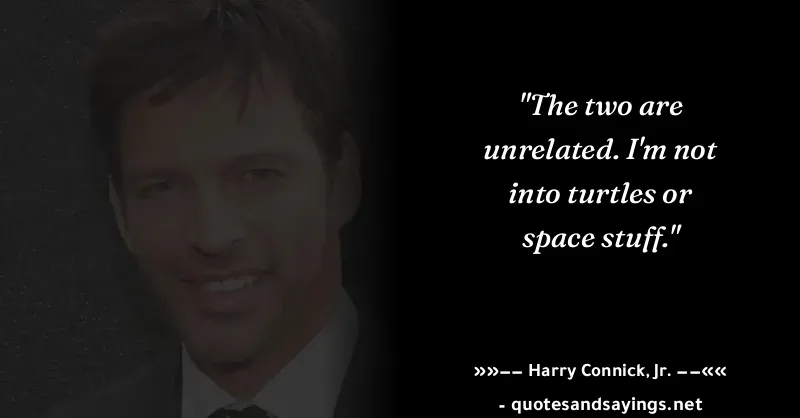 "The two are
unrelated. I'm not
into turtles or
space stuff."
»»–– Harry Connick, Jr. ––««
- quotesandsayings.net